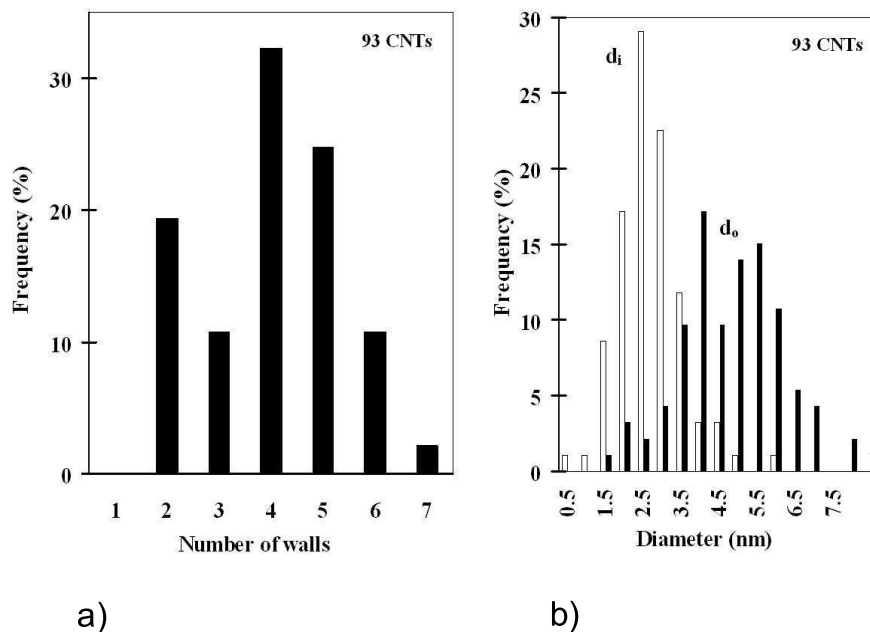 93 CNTs
Frequency (%)
30
20
10
0
1 2 3 4 5 6 7
Number of walls
a)
93 CNTs
di
do
Frequency (%)
30
25
20
15
10
5
0
0.5 1.5 2.5 3.5 4.5 5.5 6.5 7.5
Diameter (nm)
b)